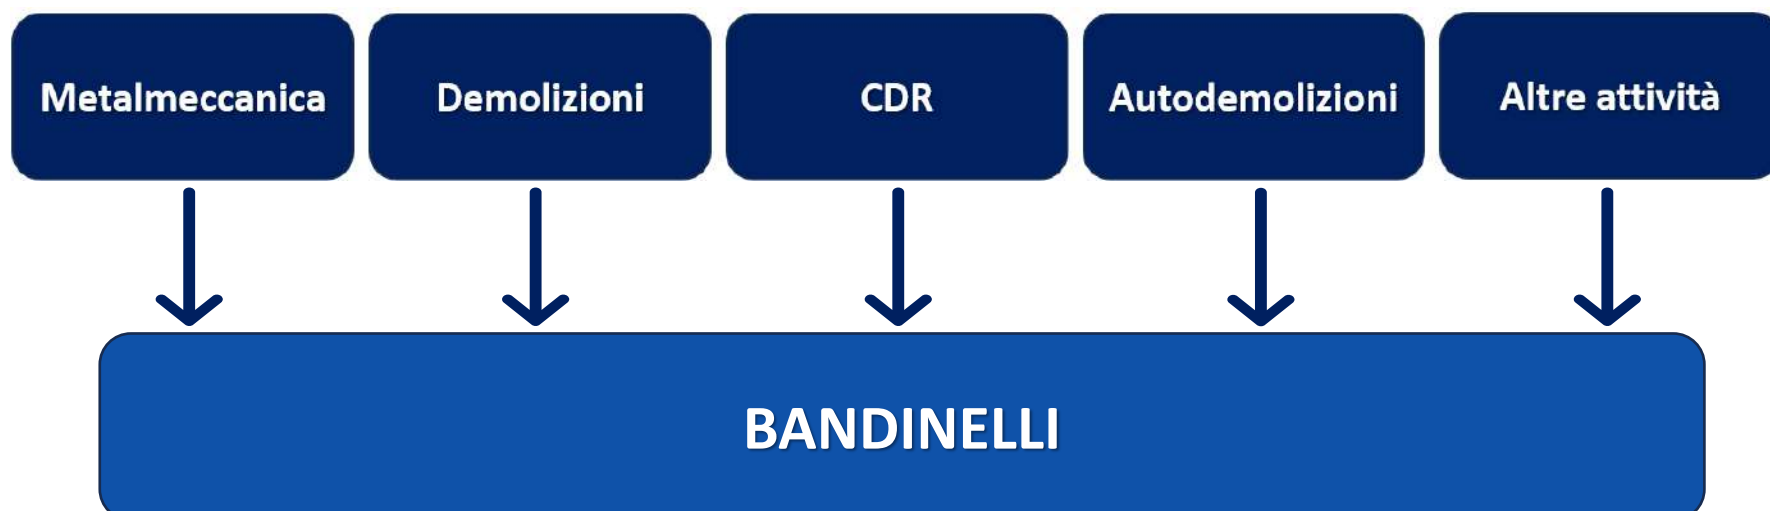 Metalmeccanica
Demolizioni
CDR
Autodemolizioni
Altre attività
BANDINELLI